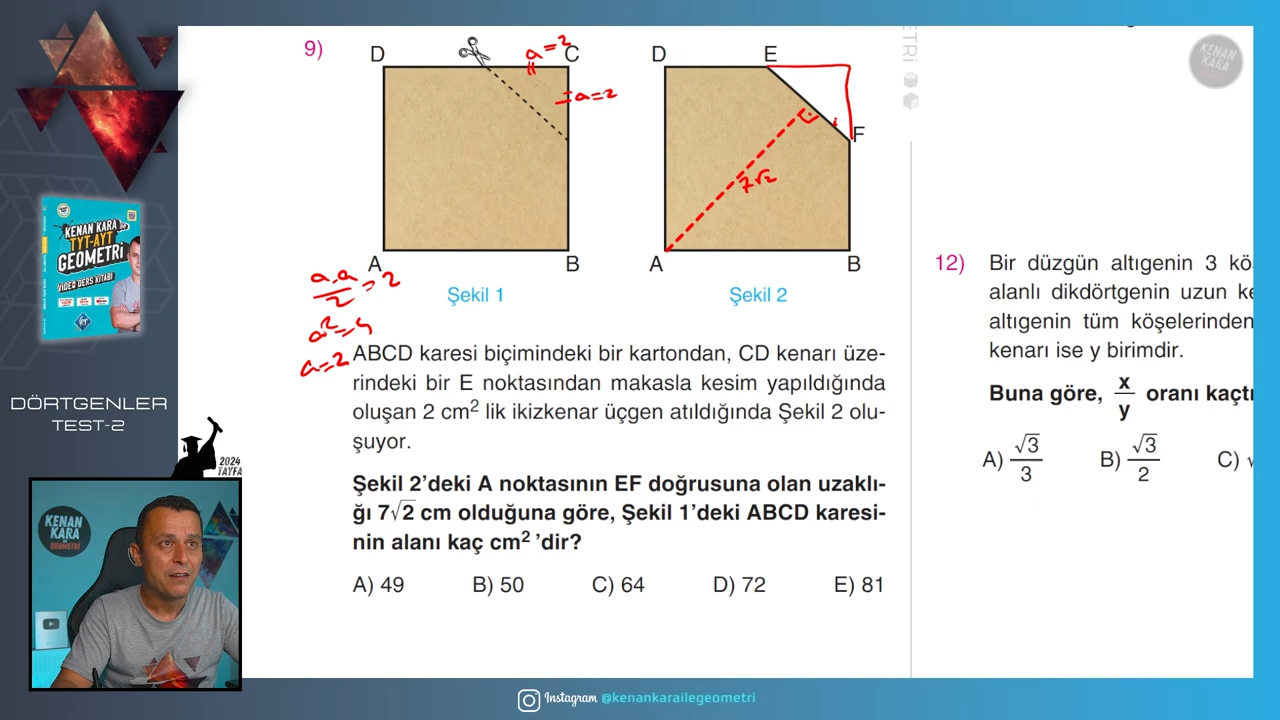 9)
D
C
a=2
=a=2
A
B
Şekil 1
D
E
F
7√2
A
B
Şekil 2
a.a/2=2
a²=4
a=2
ABCD karesi biçimindeki bir kartondan, CD kenarı üze-
rindeki bir E noktasından makasla kesim yapıldığında
oluşan 2 cm² lik ikizkenar üçgen atıldığında Şekil 2 olu-
şuyor.
Şekil 2'deki A noktasının EF doğrusuna olan uzaklı-
ğı 7√2 cm olduğuna göre, Şekil 1'deki ABCD karesi-
nin alanı kaç cm² 'dir?
A) 49 B) 50 C) 64 D) 72 E) 81
12) Bir düzgün altıgenin 3 kö
alanlı dikdörtgenin uzun ke
altıgenin tüm köşelerinden
kenarı ise y birimdir.
Buna göre, x/y oranı kaçtı
A) √3/3 B) √3/2 C)
ETRİ
KENAN
KARA
KENAN KARA
TYT-AYT
GEOMETRİ
VİDEO DERS KİTABI
DÖRTGENLER
TEST-2
2024
TAYFA
KENAN
KARA
GEOMETRİ
Instagram @kenankarailegeometri